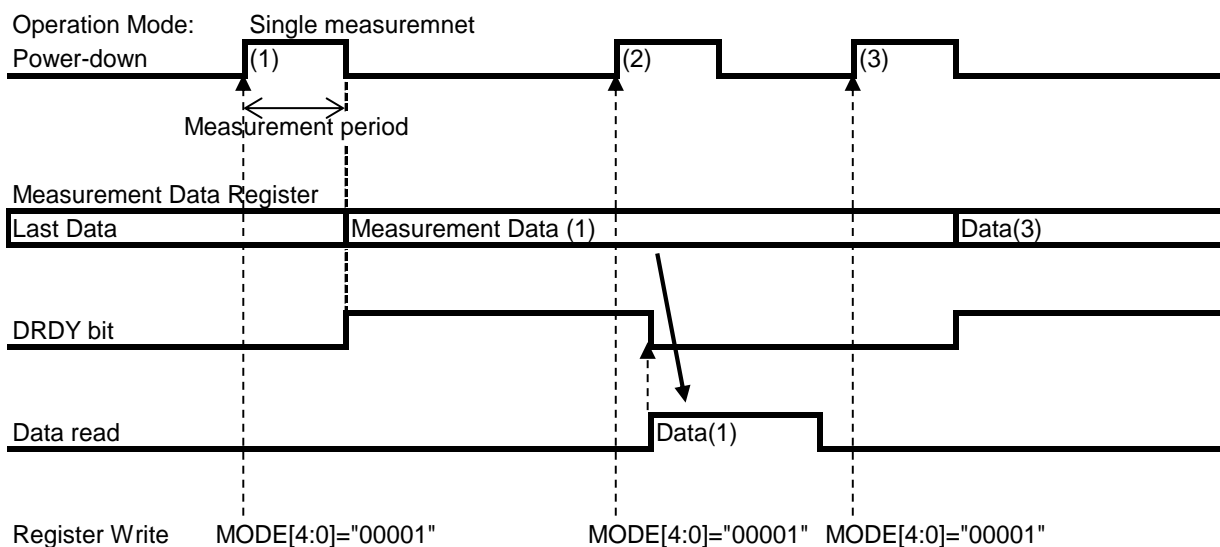 Operation Mode: Single measuremnet
Power-down (1) (2) (3)
Measurement period
Measurement Data Register
Last Data Measurement Data (1) Data(3)
DRDY bit
Data read Data(1)
Register Write MODE[4:0]="00001" MODE[4:0]="00001" MODE[4:0]="00001"